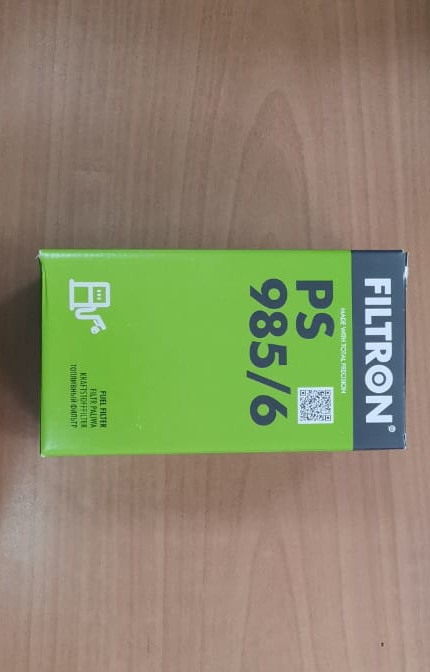 FILTRON®
MADE WITH TOTAL PRECISION
PS
985/6
FUEL FILTER
FILTR PALIWA
KRAFTSTOFFFILTER
ТОПЛИВНЫЙ ФИЛЬТР